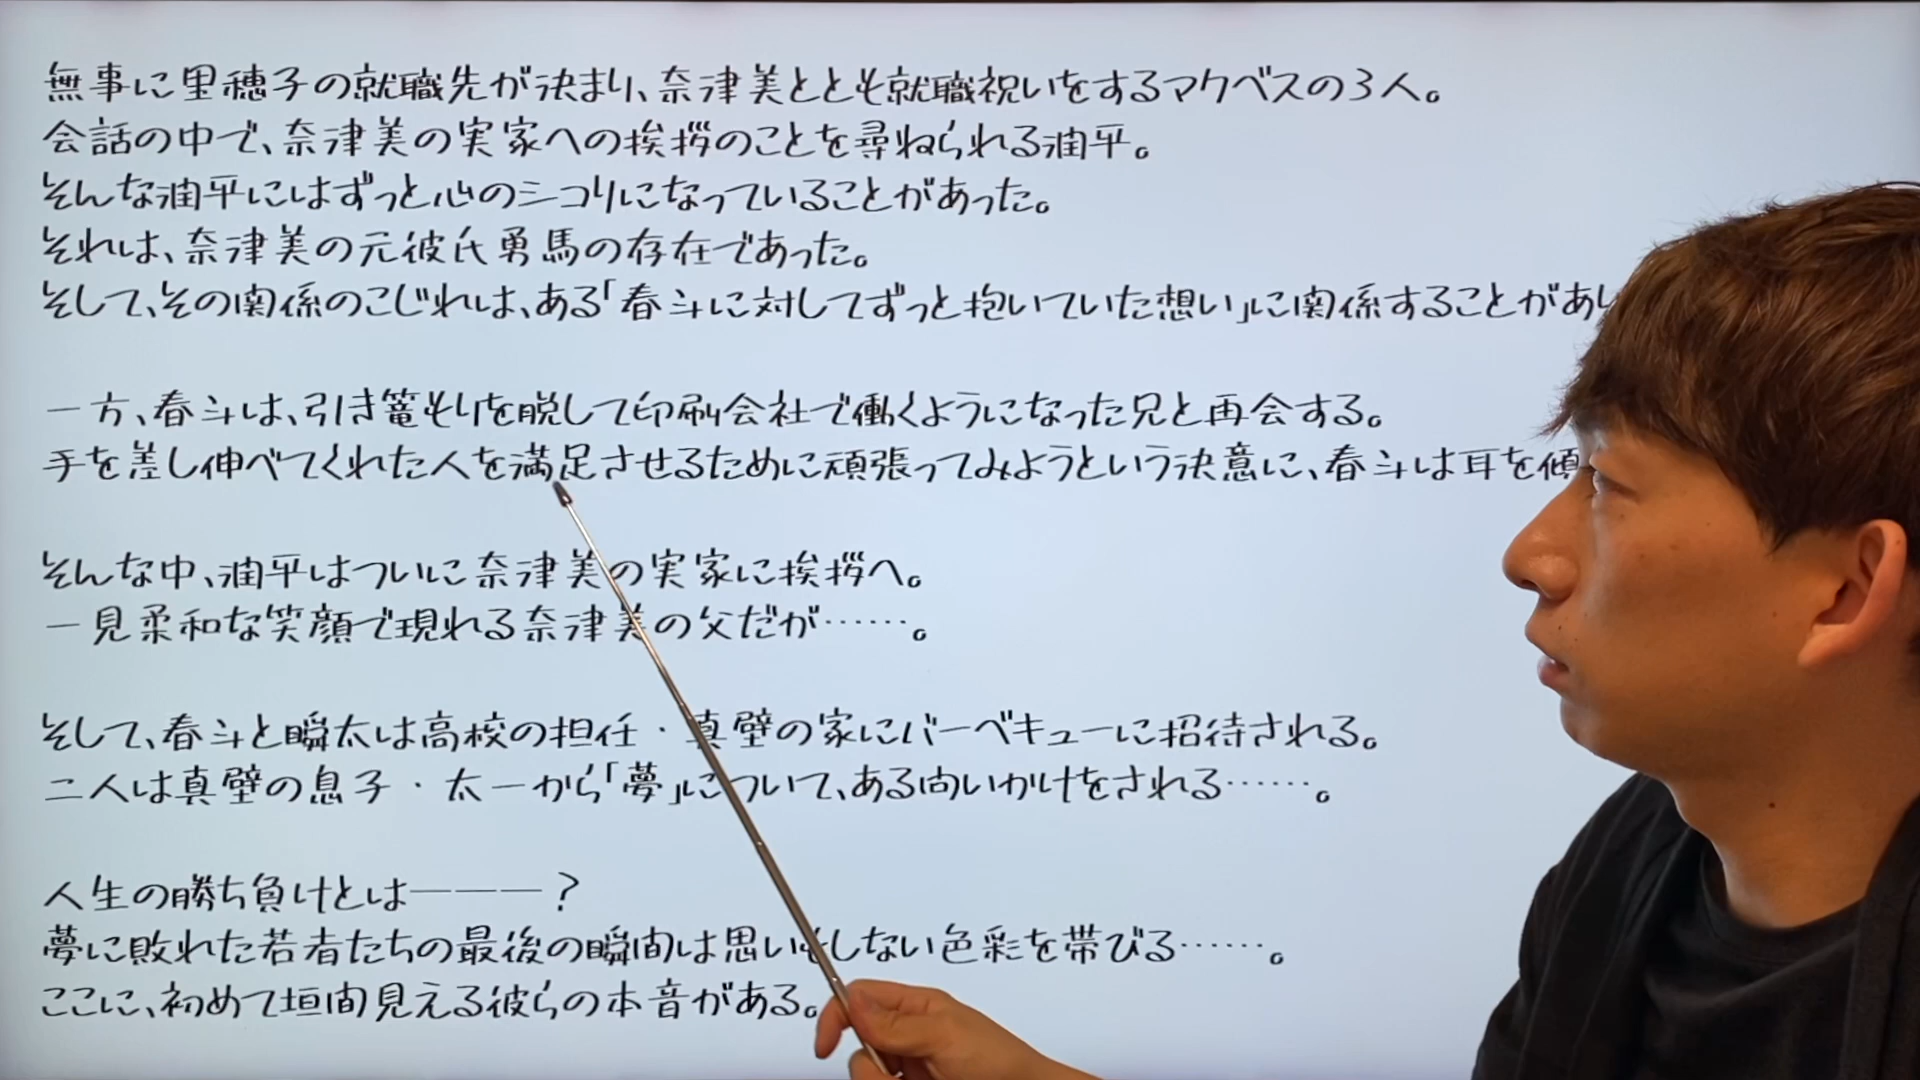 無事に里穂子の就職先が決まり、奈津美ととも就職祝いをするマクベスの3人。
会話の中で、奈津美の実家への挨拶のことを尋ねられる潤平。
そんな潤平にはずっと心のシコリになっていることがあった。
それは、奈津美の元彼氏勇馬の存在であった。
そして、その関係のこじれは、ある「春斗に対してずっと抱いていた想い」に関係することがあ
一方、春斗は、引き篭もりを脱して印刷会社で働くようになった兄と再会する。
手を差し伸べてくれた人を満足させるために頑張ってみようという決意に、春斗は耳を傾
そんな中、潤平はついに奈津美の実家に挨拶へ。
一見柔和な笑顔で現れる奈津美の父だが……。
そして、春斗と瞬太は高校の担任・真壁の家にバーベキューに招待される。
二人は真壁の息子・太一から「夢」について、ある問いかけをされる……。
人生の勝ち負けとは―――?
夢に敗れた若者たちの最後の瞬間は思いもしない色彩を帯びる……。
ここに、初めて垣間見える彼らの本音がある。